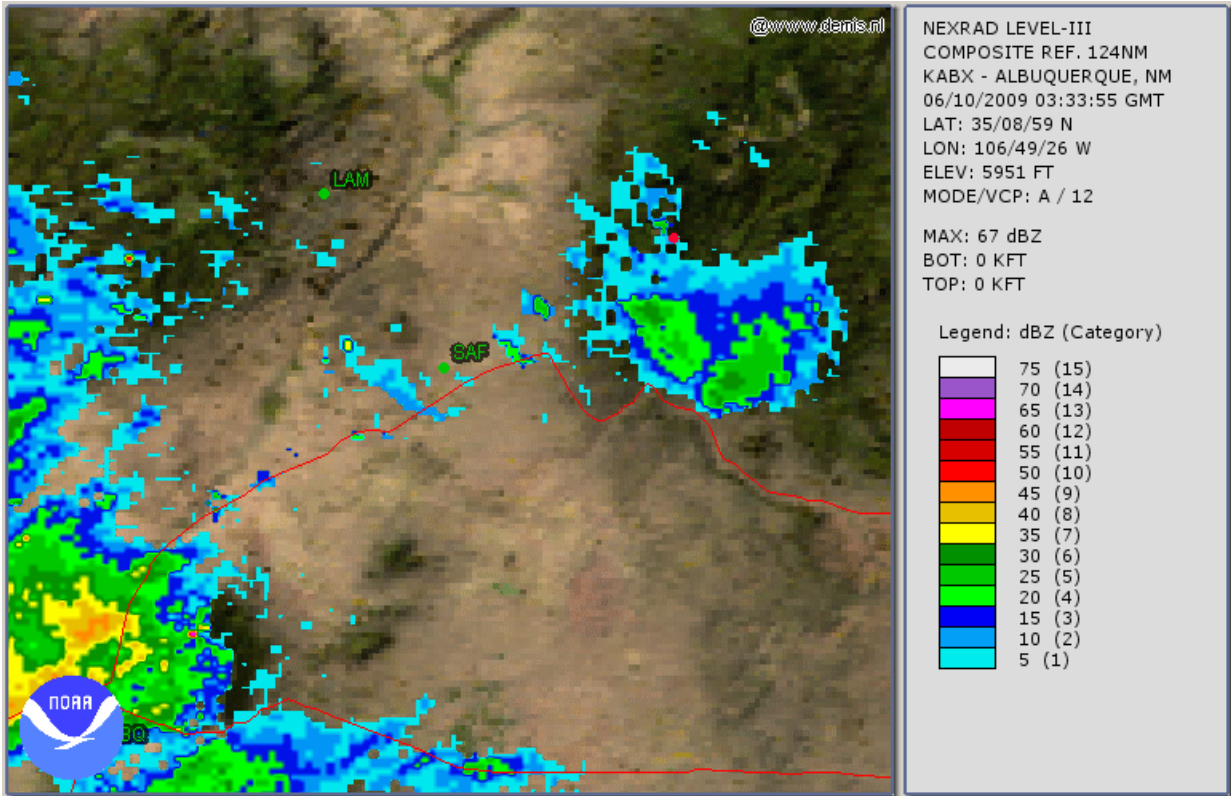 @www.demis.nl
LAM
SAF
NOAA
BQ
NEXRAD LEVEL-III
COMPOSITE REF. 124NM
KABX - ALBUQUERQUE, NM
06/10/2009 03:33:55 GMT
LAT: 35/08/59 N
LON: 106/49/26 W
ELEV: 5951 FT
MODE/VCP: A / 12
MAX: 67 dBZ
BOT: 0 KFT
TOP: 0 KFT
Legend: dBZ (Category)
75 (15)
70 (14)
65 (13)
60 (12)
55 (11)
50 (10)
45 (9)
40 (8)
35 (7)
30 (6)
25 (5)
20 (4)
15 (3)
10 (2)
5 (1)